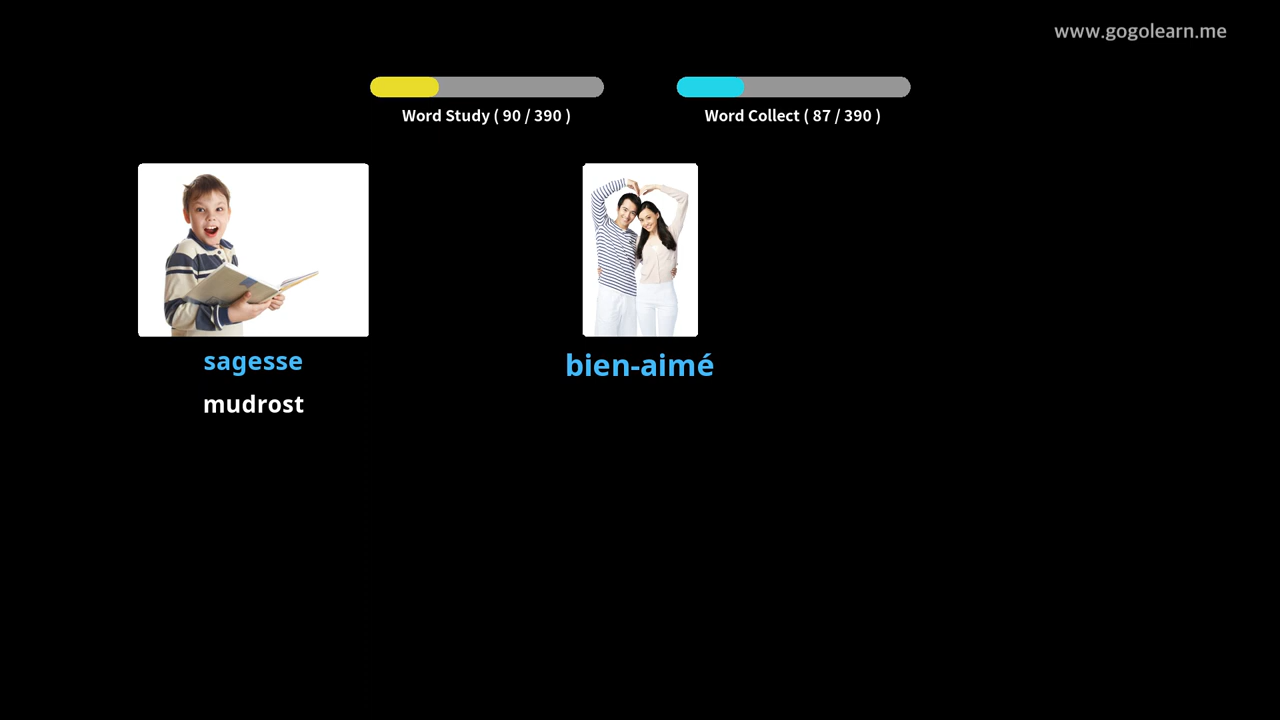 www.gogolearn.me
Word Study ( 90 / 390 )
Word Collect ( 87 / 390 )
sagesse
mudrost
bien-aimé